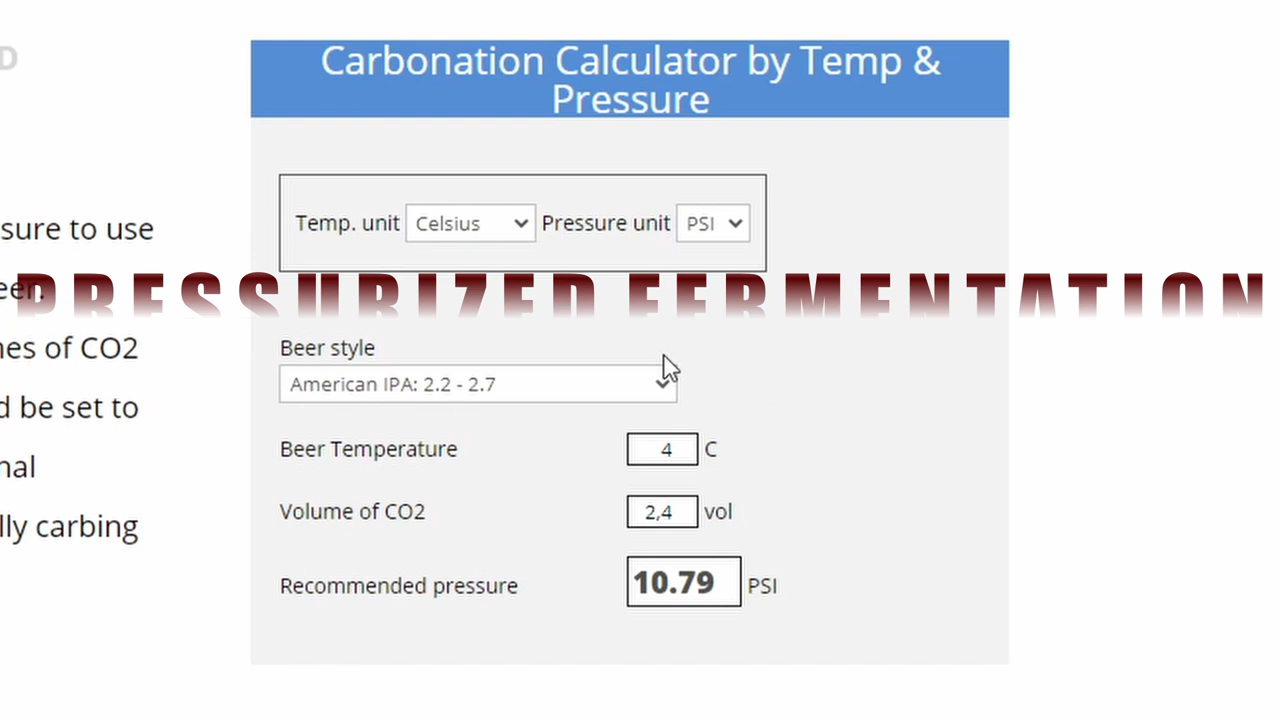 D
Carbonation Calculator by Temp &
Pressure
sure to use
Temp. unit Celsius Pressure unit PSI
PRESSURIZED FERMENTATION
nes of CO2
Beer style
American IPA: 2.2 - 2.7
d be set to
Beer Temperature 4 C
nal
Volume of CO2 2,4 vol
lly carbing
Recommended pressure 10.79 PSI